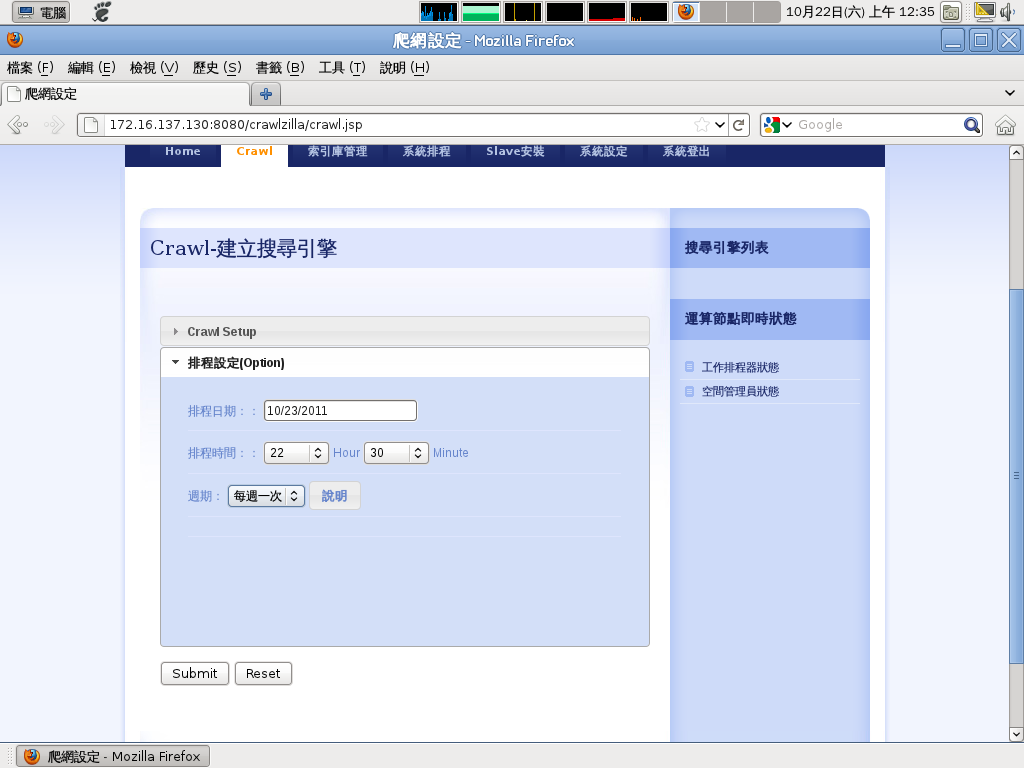 電腦 10月22日(六) 上午 12:35
爬網設定 - Mozilla Firefox
檔案 (F) 編輯 (E) 檢視 (V) 歷史 (S) 書籤 (B) 工具 (T) 說明 (H)
爬網設定
172.16.137.130:8080/crawlzilla/crawl.jsp Google
Home Crawl 索引庫管理 系統排程 Slave安裝 系統設定 系統登出
Crawl-建立搜尋引擎
搜尋引擎列表
運算節點即時狀態
工作排程器狀態
空間管理員狀態
Crawl Setup
排程設定(Option)
排程日期：： 10/23/2011
排程時間：： 22 Hour 30 Minute
週期： 每週一次 說明
Submit Reset
爬網設定 - Mozilla Firefox